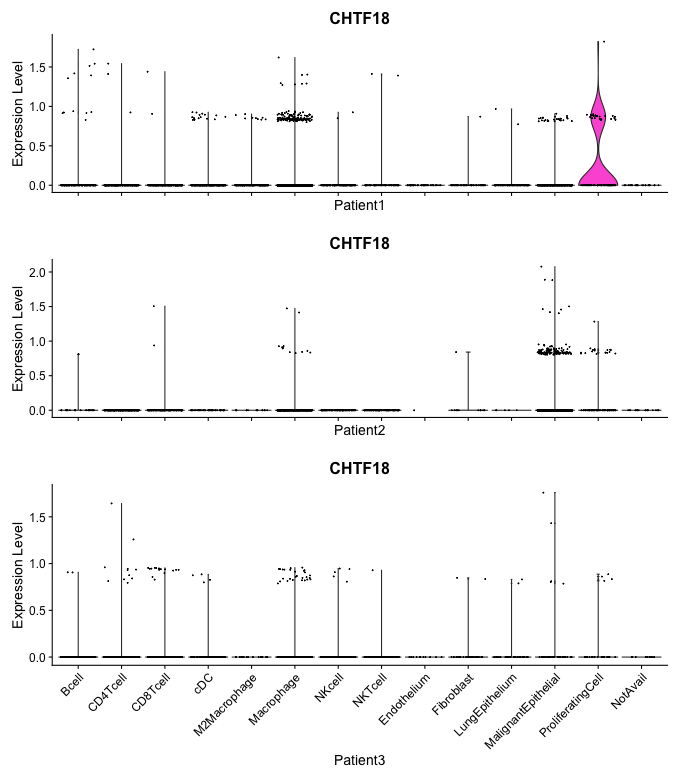 CHTF18
Expression Level
1.5
1.0
0.5
0.0
Patient1
CHTF18
Expression Level
2.0
1.5
1.0
0.5
0.0
Patient2
CHTF18
Expression Level
1.5
1.0
0.5
0.0
Bcell
CD4Tcell
CD8Tcell
cDC
M2Macrophage
Macrophage
NKcell
NKTcell
Endothelium
Fibroblast
LungEpithelium
MalignantEpithelial
ProliferatingCell
NotAvail
Patient3